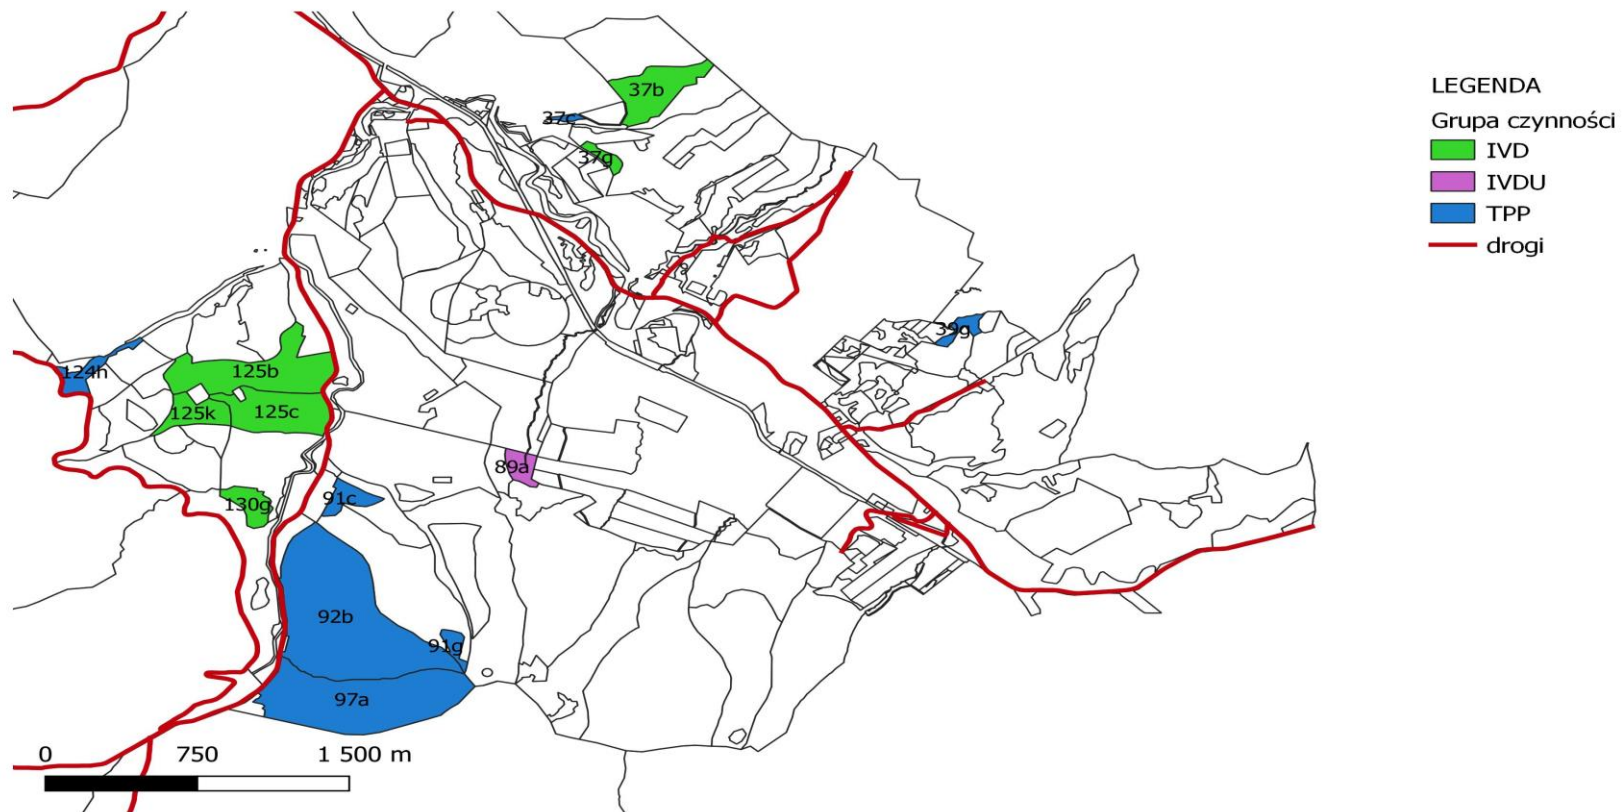 LEGENDA
Grupa czynności
IVD
IVDU
TPP
drogi
37b
37c
37g
39g
124h
125b
125k
125c
89a
130g
91c
92b
91g
97a
0 750 1 500 m